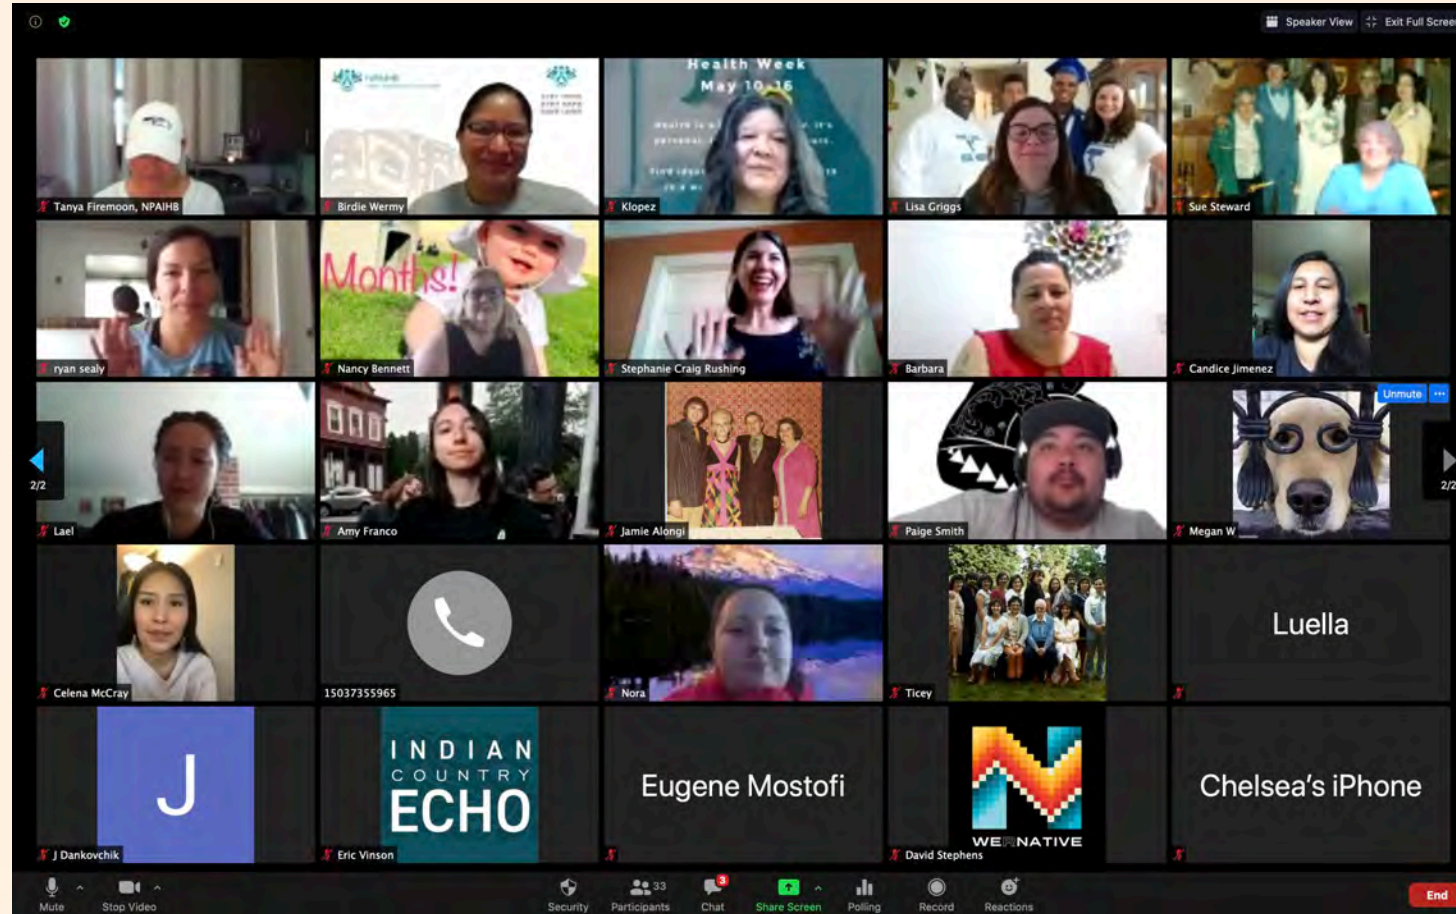 Speaker View
Exit Full Screen
Tanya Firemoon, NPAIHB
NPAIHB
Birdie Wermy
Health Week
May 10-16
Klopez
Lisa Griggs
Sue Steward
ryan sealy
Months!
Nancy Bennett
Stephanie Craig Rushing
Barbara
Candice Jimenez
2/2
Lael
Amy Franco
Jamie Alongi
Paige Smith
Unmute
Megan W
2/2
Celena McCray
15037355965
Nora
Ticey
Luella
J
J Dankovchik
INDIAN
COUNTRY
ECHO
Eric Vinson
Eugene Mostofi
WERNATIVE
David Stephens
Chelsea's iPhone
Mute
Stop Video
Security
Participants
33
Chat
3
Share Screen
Polling
Record
Reactions
End